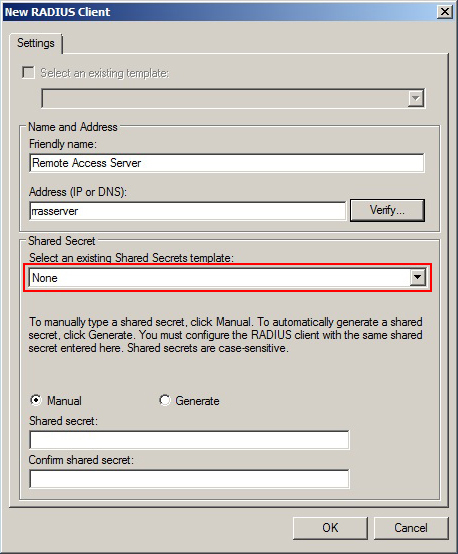 New RADIUS Client
Settings
Select an existing template:
Name and Address
Friendly name:
Remote Access Server
Address (IP or DNS):
rrasserver
Verify...
Shared Secret
Select an existing Shared Secrets template:
None
To manually type a shared secret, click Manual. To automatically generate a shared
secret, click Generate. You must configure the RADIUS client with the same shared
secret entered here. Shared secrets are case-sensitive.
Manual
Generate
Shared secret:
Confirm shared secret:
OK
Cancel